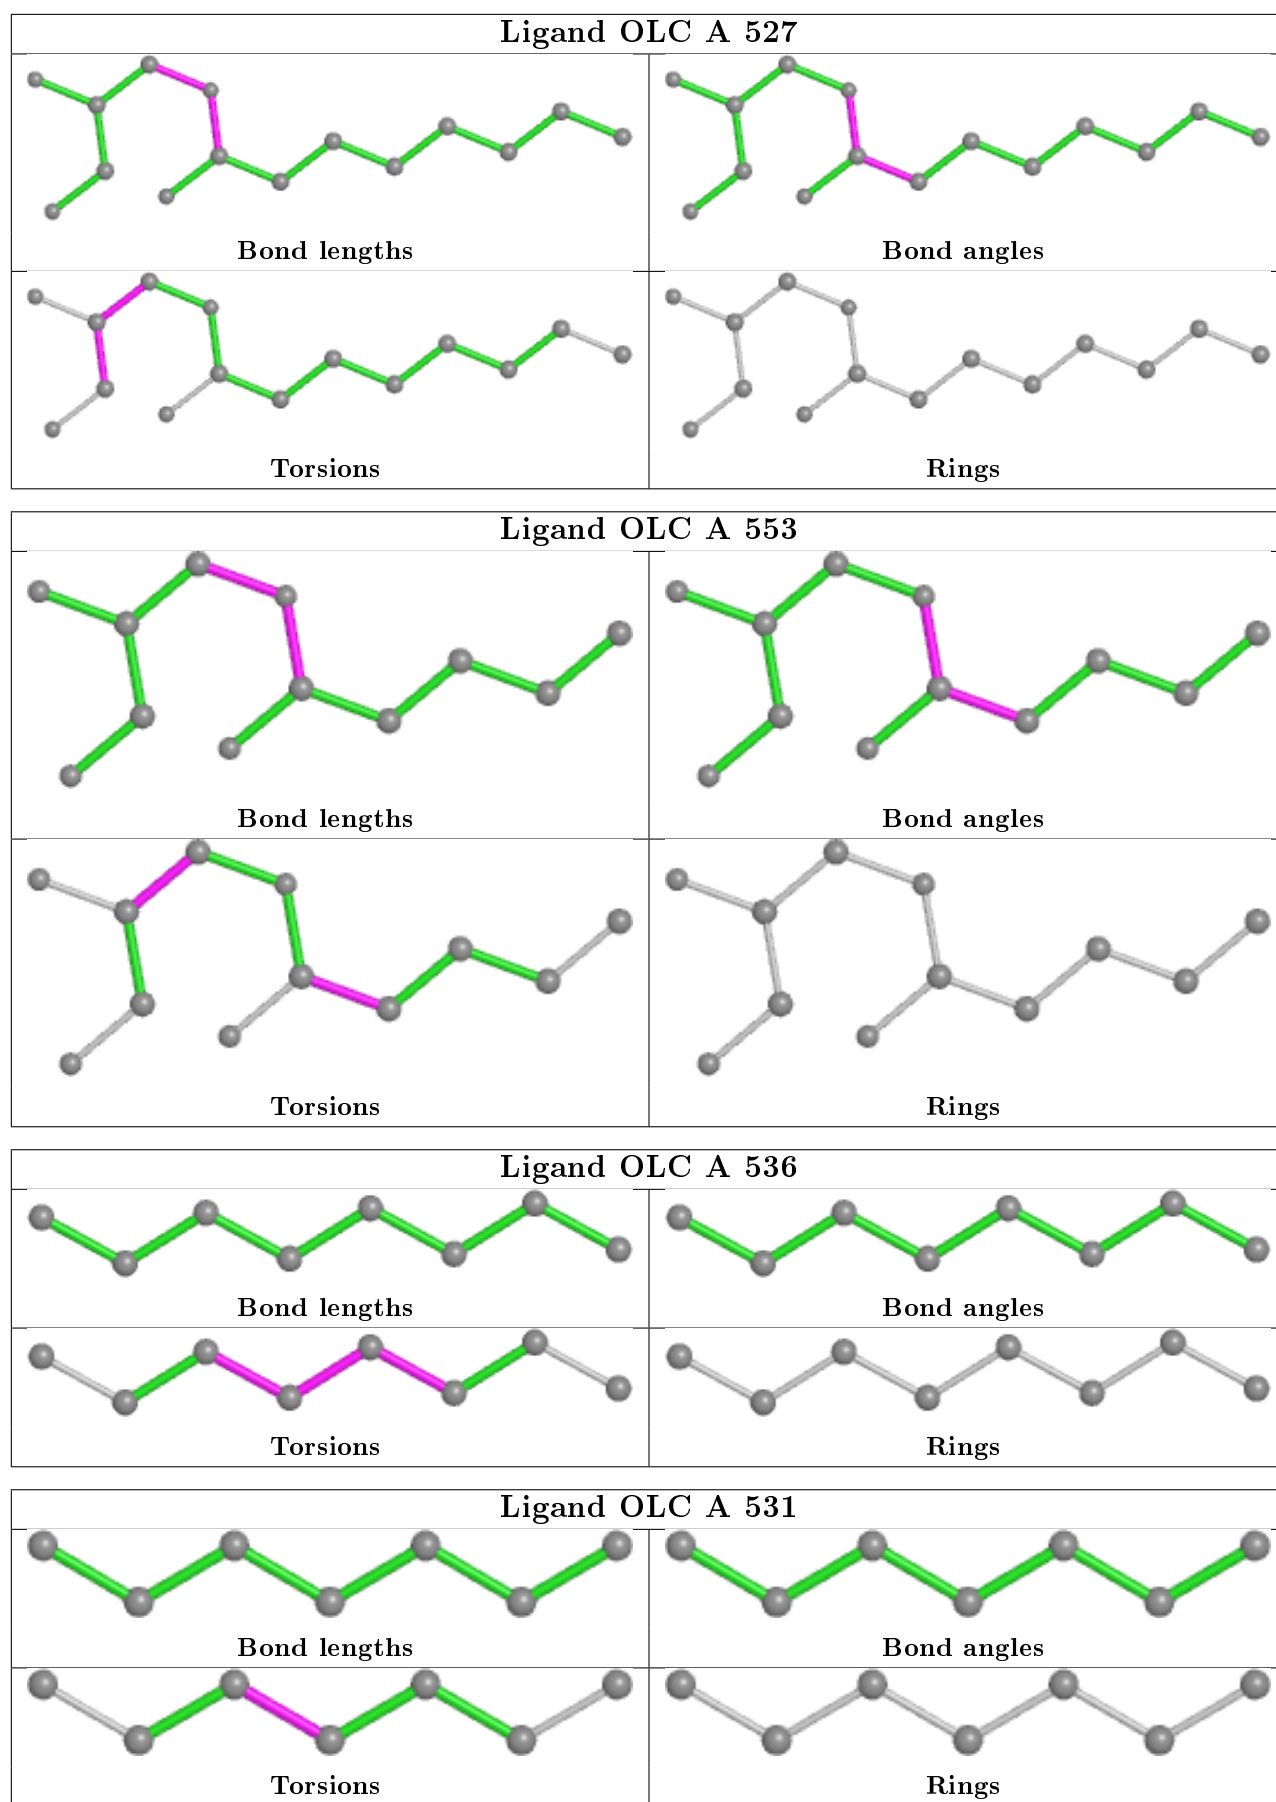 Ligand OLC A 527
Bond lengths
Bond angles
Torsions
Rings
Ligand OLC A 553
Bond lengths
Bond angles
Torsions
Rings
Ligand OLC A 536
Bond lengths
Bond angles
Torsions
Rings
Ligand OLC A 531
Bond lengths
Bond angles
Torsions
Rings